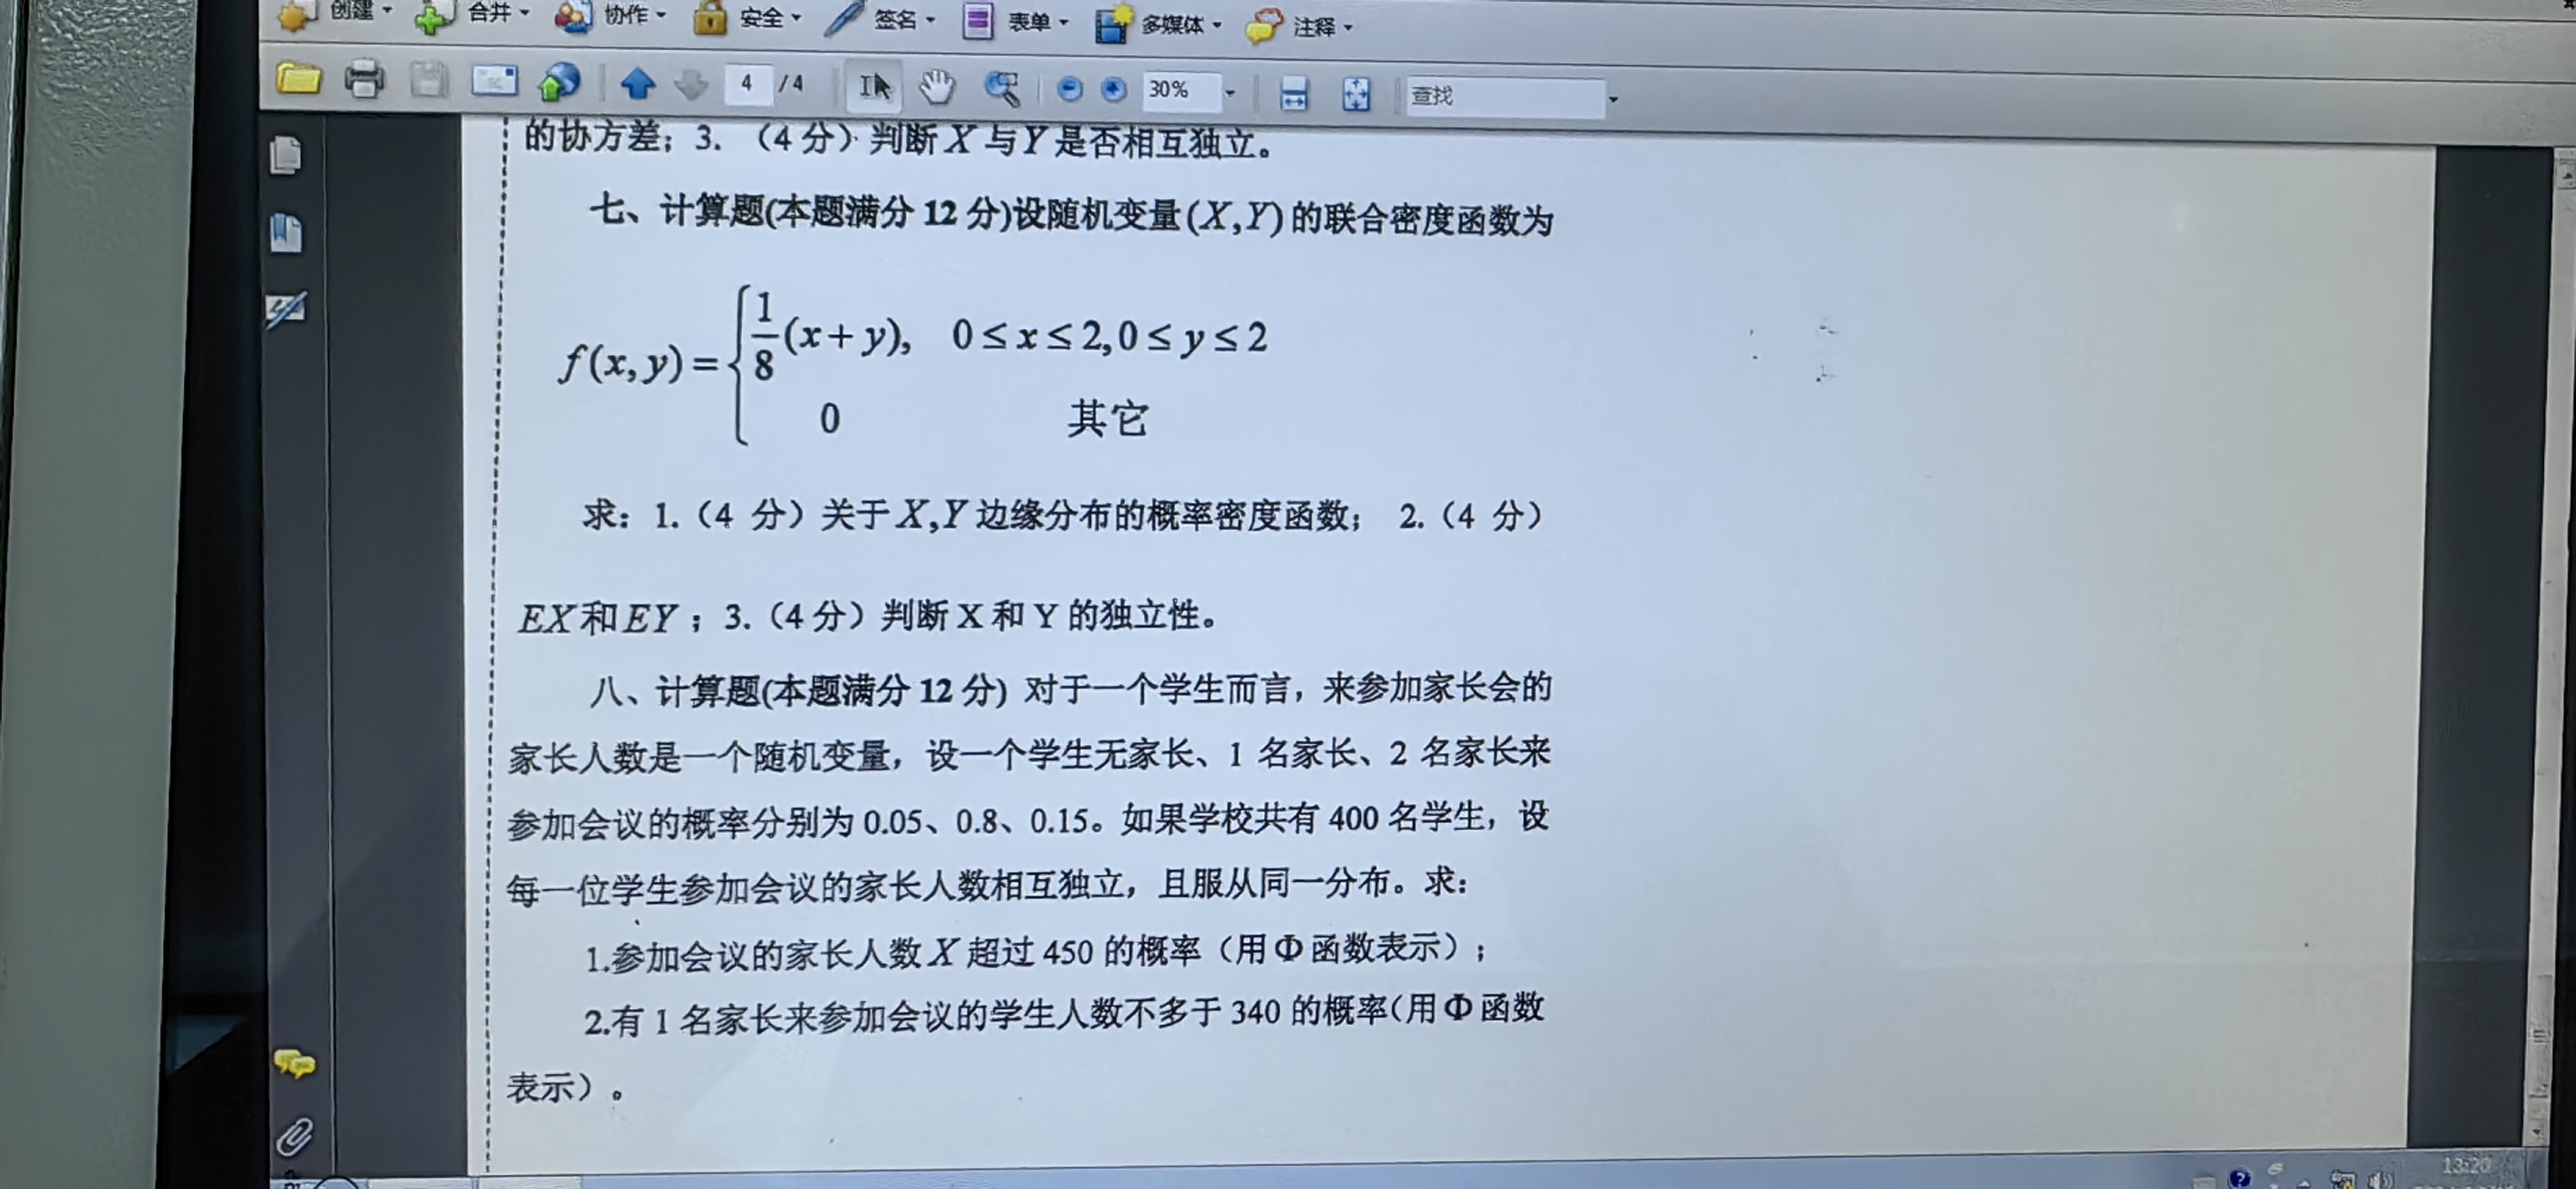 创建 合并 协作 安全 签名 表单 多媒体 注释
4 / 4 30% 查找
的协方差；3. （4 分）判断 X 与 Y 是否相互独立。
七、计算题(本题满分 12 分)设随机变量(X,Y)的联合密度函数为
f(x,y)={ 1/8(x+y), 0≤x≤2,0≤y≤2
0 其它
求：1.（4 分）关于 X,Y 边缘分布的概率密度函数； 2.（4 分）
EX和EY；3.（4 分）判断 X 和 Y 的独立性。
八、计算题(本题满分 12 分) 对于一个学生而言，来参加家长会的
家长人数是一个随机变量，设一个学生无家长、1 名家长、2 名家长来
参加会议的概率分别为 0.05、0.8、0.15。如果学校共有 400 名学生，设
每一位学生参加会议的家长人数相互独立，且服从同一分布。求：
1.参加会议的家长人数 X 超过 450 的概率（用Φ函数表示）；
2.有 1 名家长来参加会议的学生人数不多于 340 的概率(用Φ函数
表示）。
13:20